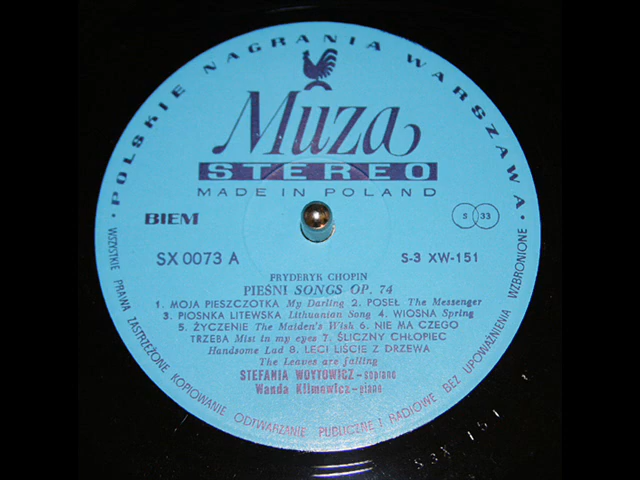 · POLSKIE NAGRANIA WARSZAWA ·
Muza
STEREO
MADE IN POLAND
BIEM
S 33
SX 0073 A
S-3 XW-151
FRYDERYK CHOPIN
PIEŚNI SONGS OP. 74
1. MOJA PIESZCZOTKA My Darling 2. POSEŁ The Messenger
3. PIOSNKA LITEWSKA Lithuanian Song 4. WIOSNA Spring
5. ŻYCZENIE The Maiden's Wish 6. NIE MA CZEGO
TRZEBA Mist in my eyes 7. ŚLICZNY CHŁOPIEC
Handsome Lad 8. LECI LIŚCIE Z DRZEWA
The Leaves are falling
STEFANIA WOYTOWICZ – soprano
Wanda Klimowicz – piano
WSZYSTKIE PRAWA ZASTRZEŻONE KOPIOWANIE ODTWARZANIE PUBLICZNE I RADIOWE BEZ UPOWAŻNIENIA WZBRONIONE